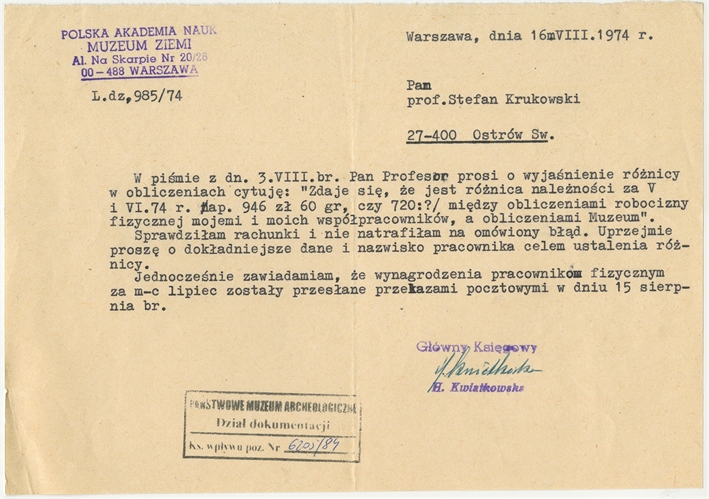 POLSKA AKADEMIA NAUK
MUZEUM ZIEMI
Al. Na Skarpie Nr 20/26
00-488 WARSZAWA
L.dz,985/74
Warszawa, dnia 16mVIII.1974 r.
Pan
prof.Stefan Krukowski
27-400 Ostrów Sw.
W piśmie z dn. 3.VIII.br. Pan Profesor prosi o wyjaśnienie różnicy
w obliczeniach cytuję: "Zdaje się, że jest różnica należności za V
i VI.74 r. /łap. 946 zł 60 gr, czy 720:?/ między obliczeniami robocizny
fizycznej mojemi i moich współpracowników, a obliczeniami Muzeum".
Sprawdziłam rachunki i nie natrafiłam na omówiony błąd. Uprzejmie
proszę o dokładniejsze dane i nazwisko pracownika celem ustalenia róż-
nicy.
Jednocześnie zawiadamiam, że wynagrodzenia pracownikom fizycznym
za m-c lipiec zostały przesłane przekazami pocztowymi w dniu 15 sierp-
nia br.
Główny Księgowy
H. Kwiatkowska
PAŃSTWOWE MUZEUM ARCHEOLOGICZNE
Dział dokumentacji
Ks. wpływu poz. Nr 6205/84